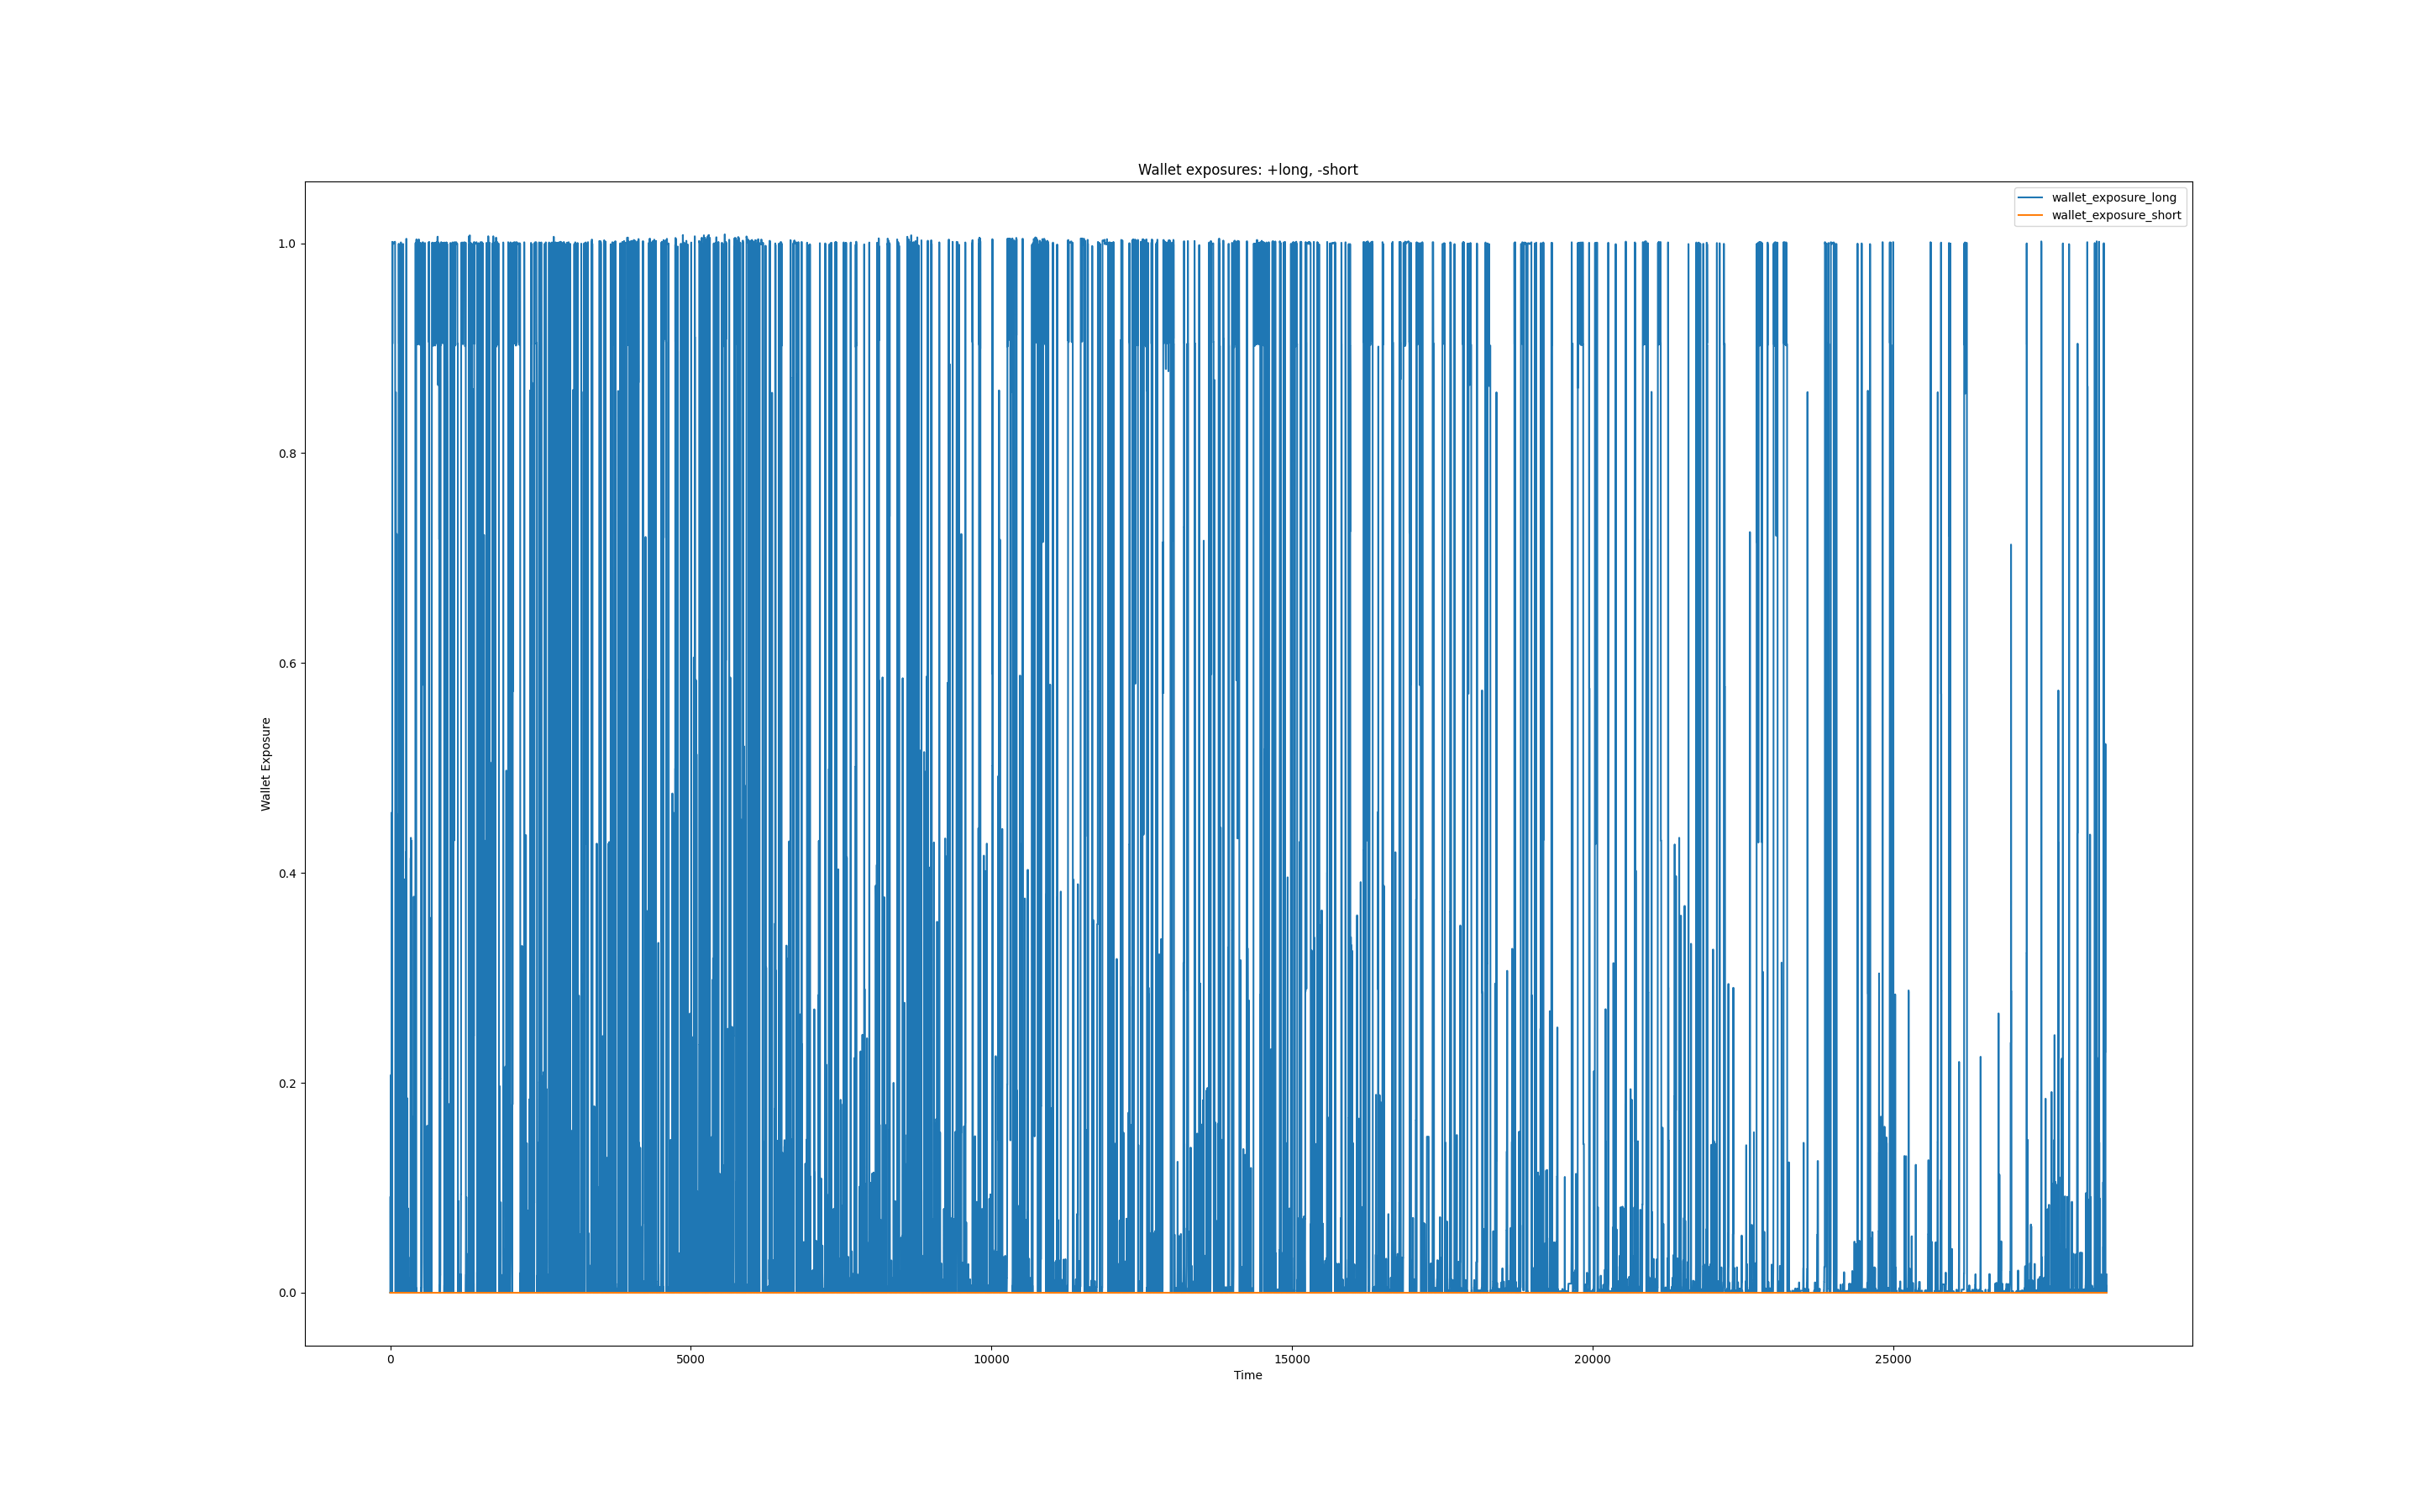 Wallet exposures: +long, -short
wallet_exposure_long
wallet_exposure_short
1.0
0.8
0.6
0.4
0.2
0.0
Wallet Exposure
0 5000 10000 15000 20000 25000
Time